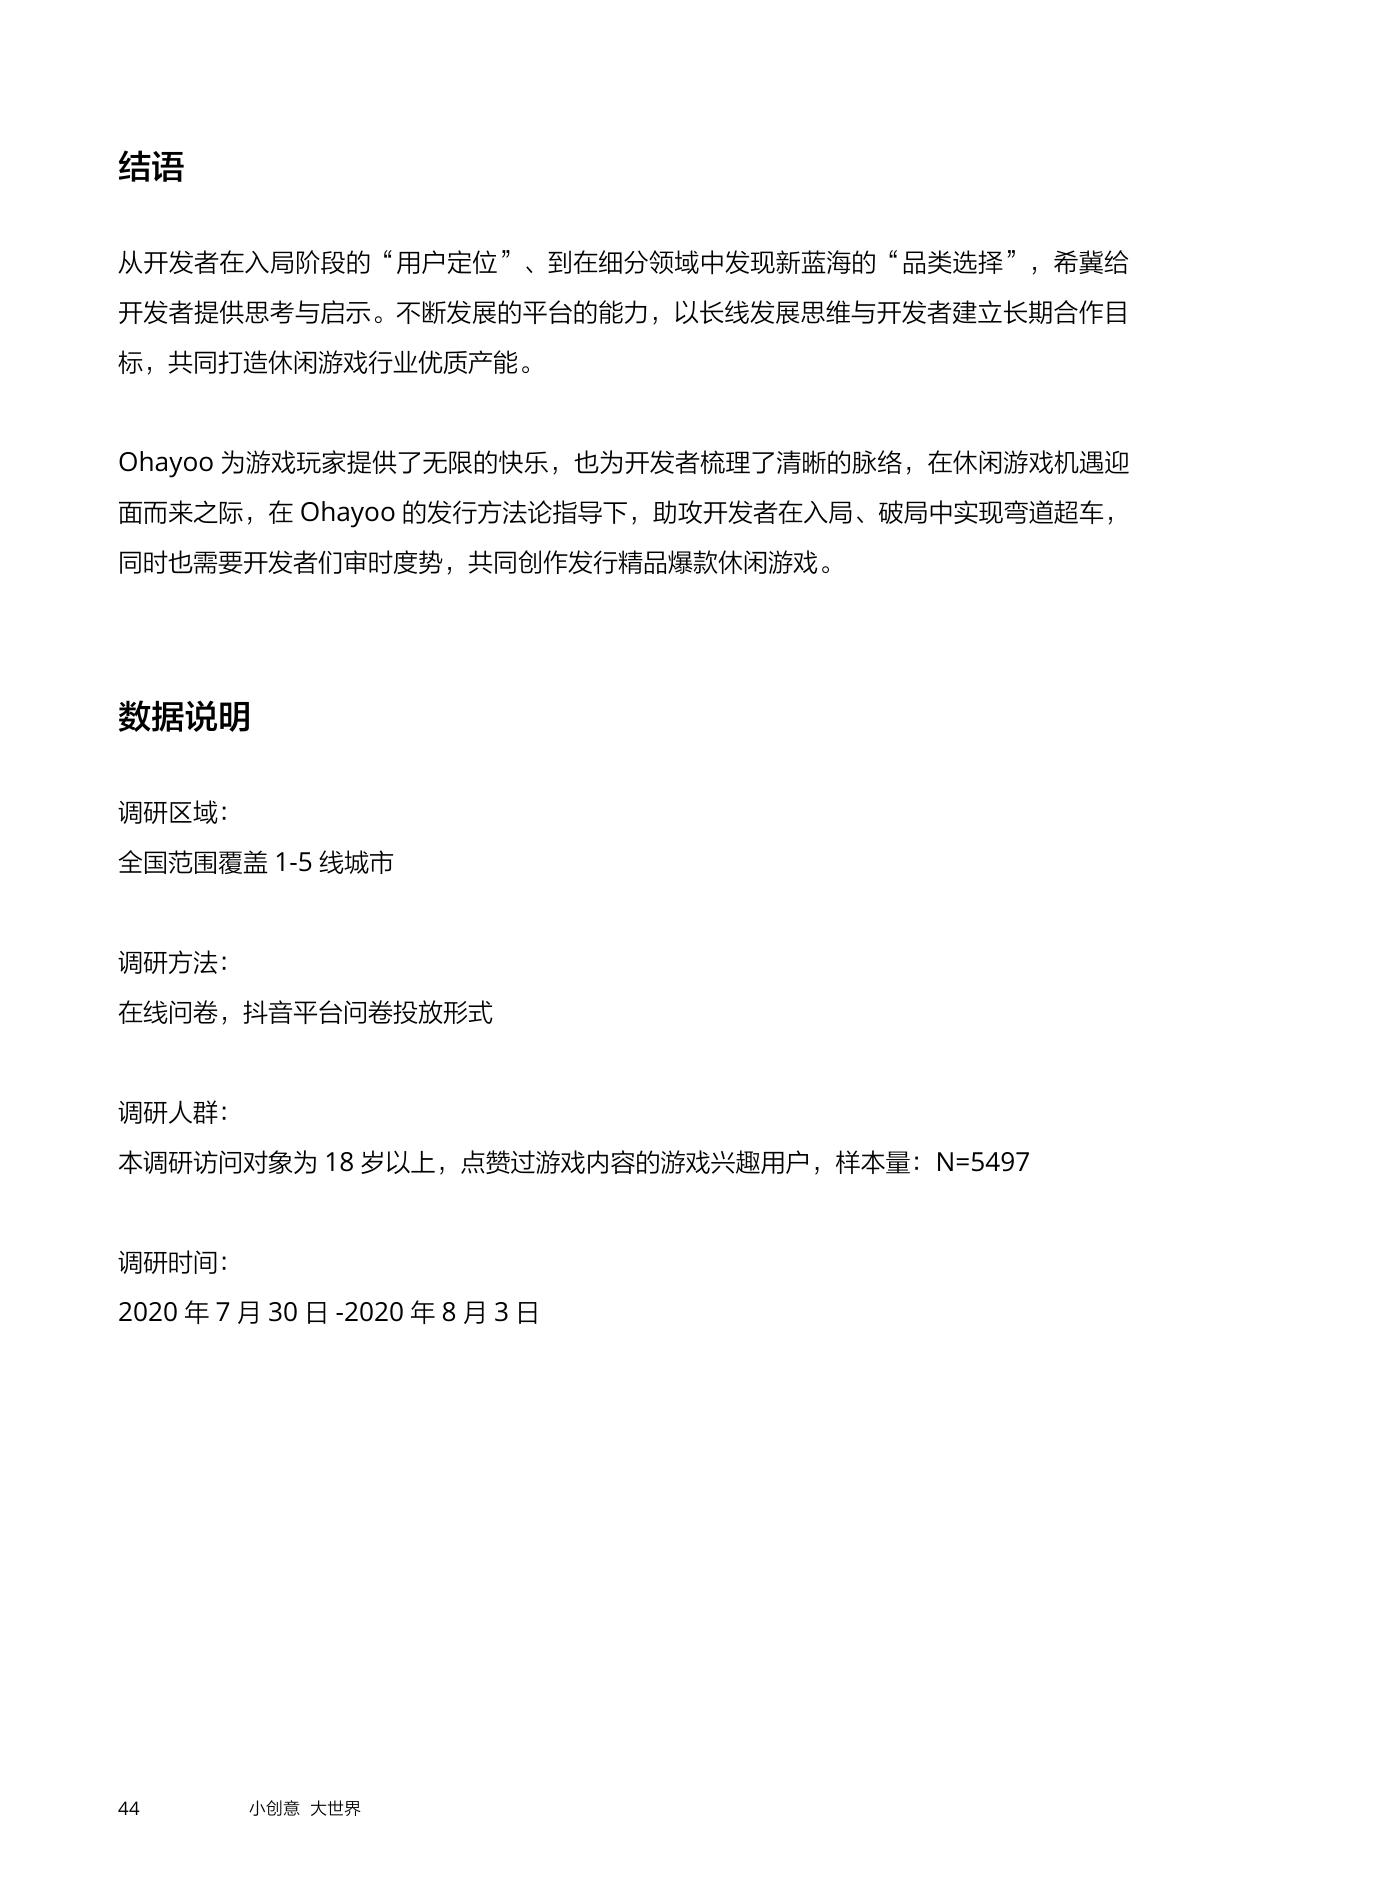 结语
从开发者在入局阶段的“用户定位”、到在细分领域中发现新蓝海的“品类选择”，希冀给
开发者提供思考与启示。不断发展的平台的能力，以长线发展思维与开发者建立长期合作目
标，共同打造休闲游戏行业优质产能。
Ohayoo 为游戏玩家提供了无限的快乐，也为开发者梳理了清晰的脉络，在休闲游戏机遇迎
面而来之际，在 Ohayoo 的发行方法论指导下，助攻开发者在入局、破局中实现弯道超车，
同时也需要开发者们审时度势，共同创作发行精品爆款休闲游戏。
数据说明
调研区域：
全国范围覆盖 1-5 线城市
调研方法：
在线问卷，抖音平台问卷投放形式
调研人群：
本调研访问对象为 18 岁以上，点赞过游戏内容的游戏兴趣用户，样本量：N=5497
调研时间：
2020 年 7 月 30 日 -2020 年 8 月 3 日
44 小创意 大世界